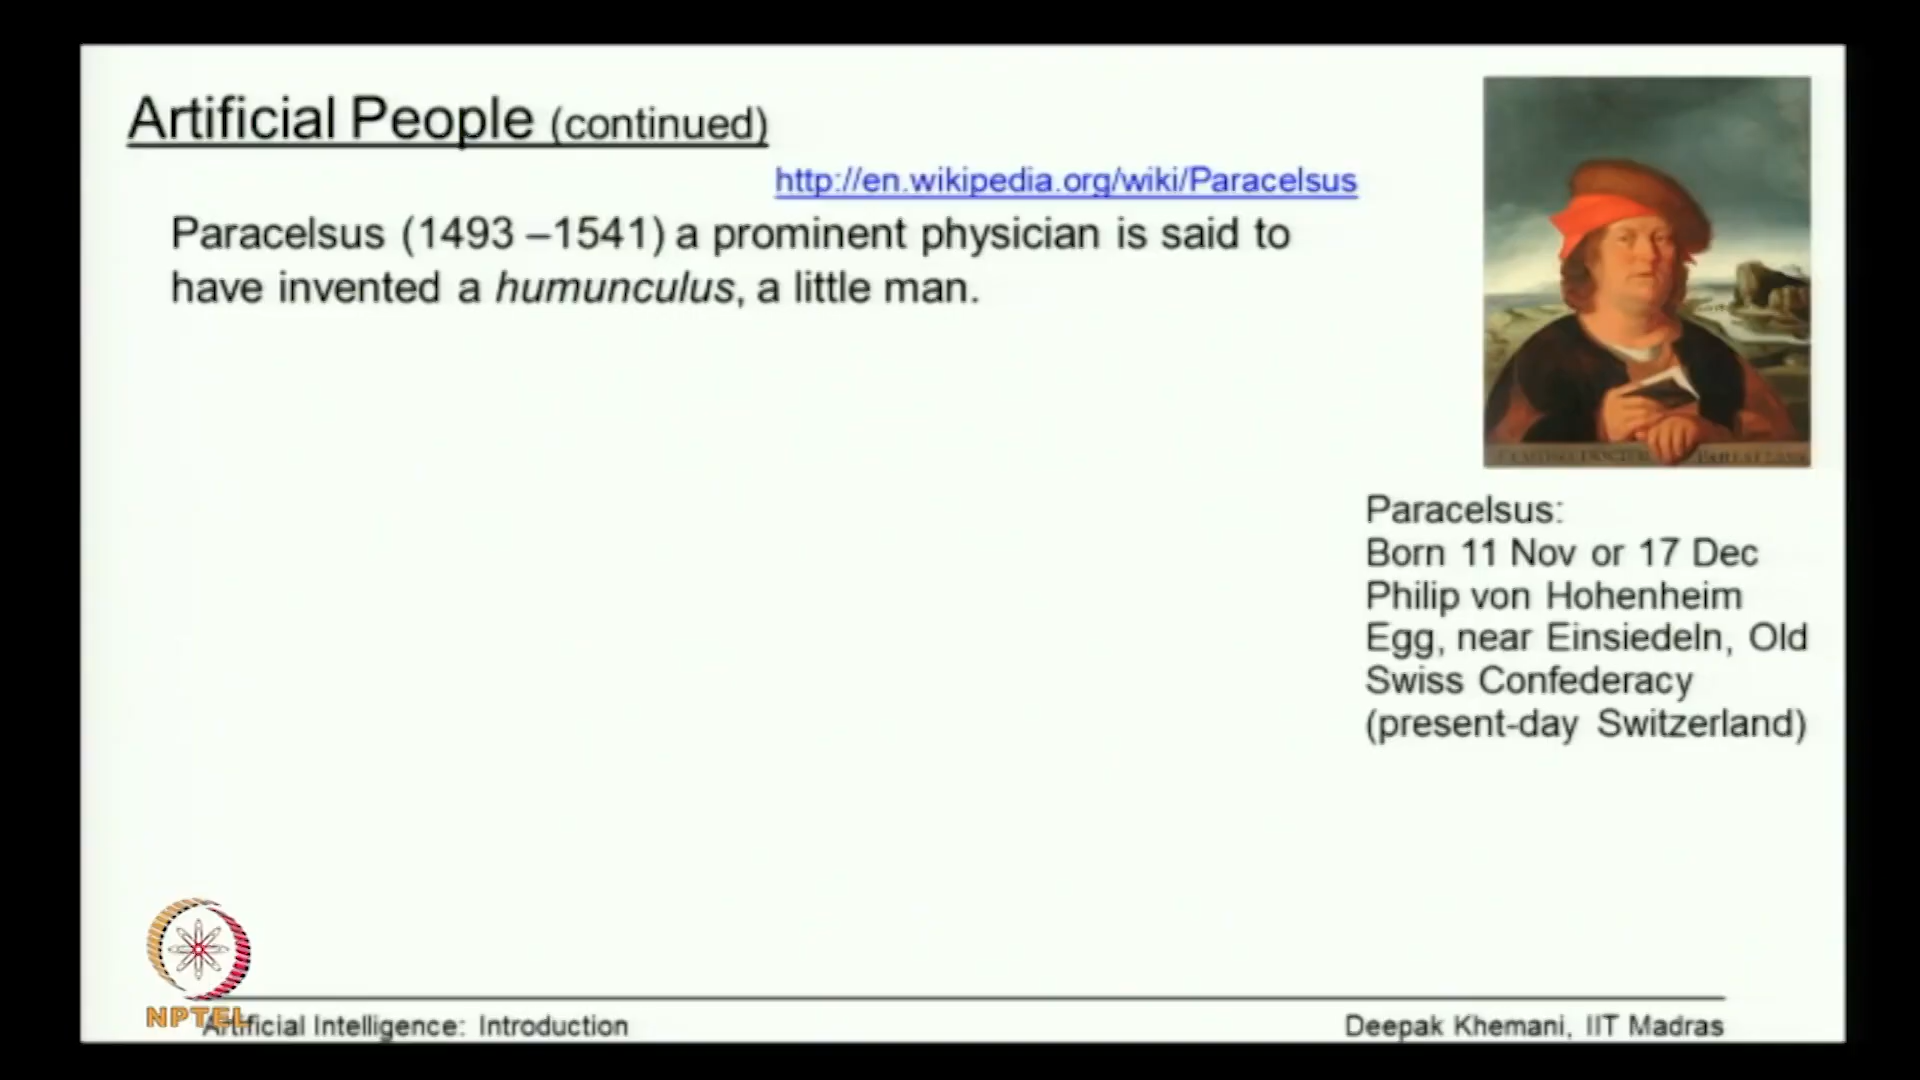 Artificial People (continued)
http://en.wikipedia.org/wiki/Paracelsus
Paracelsus (1493 –1541) a prominent physician is said to
have invented a humunculus, a little man.
Paracelsus:
Born 11 Nov or 17 Dec
Philip von Hohenheim
Egg, near Einsiedeln, Old
Swiss Confederacy
(present-day Switzerland)
NPTEL
Artificial Intelligence: Introduction
Deepak Khemani, IIT Madras